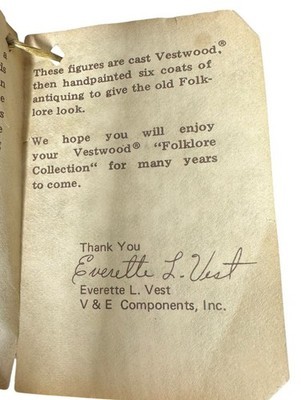 These figures are cast Vestwood,®
then handpainted six coats of
antiquing to give the old Folk-
lore look.
We hope you will enjoy
your Vestwood® "Folklore
Collection" for many years
to come.
Thank You
Everette L. Vest
Everette L. Vest
V & E Components, Inc.